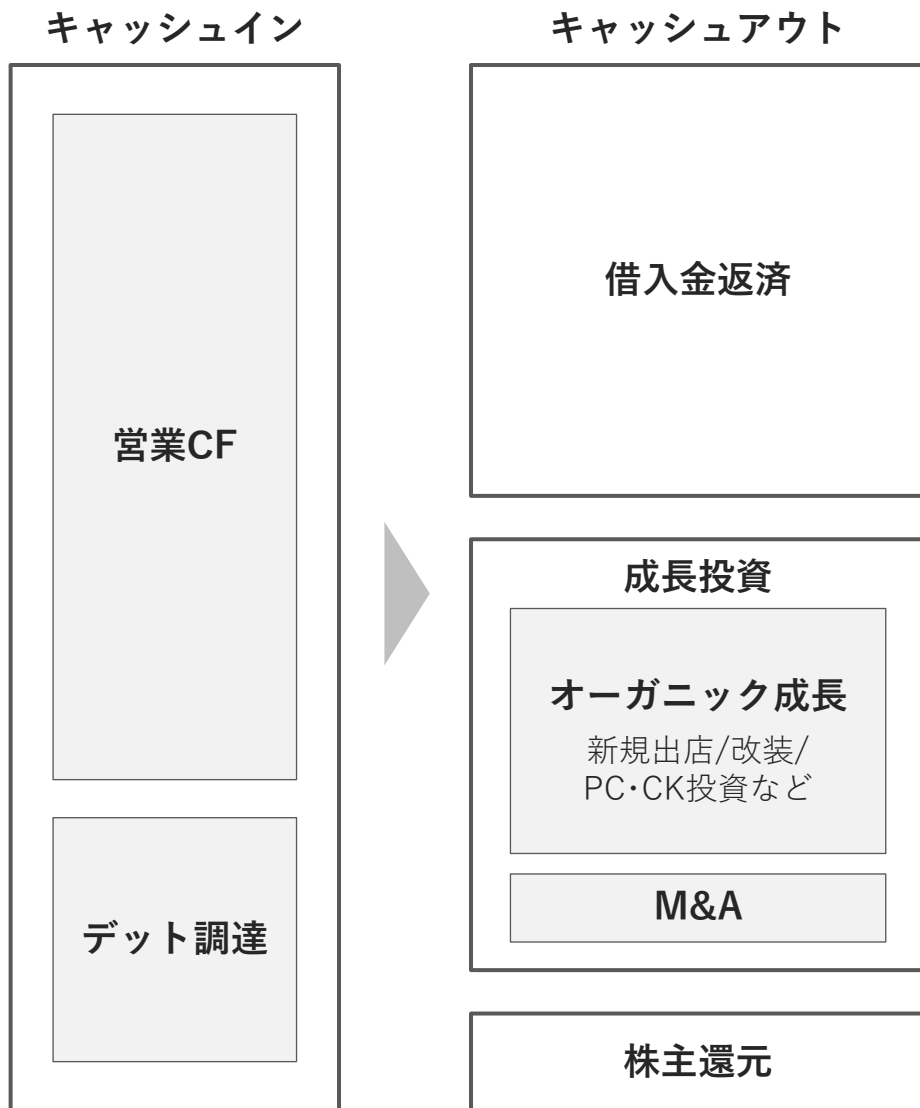 キャッシュイン
営業CF
デット調達
キャッシュアウト
借入金返済
成長投資
オーガニック成長
新規出店/改装/
PC･CK投資など
M&A
株主還元